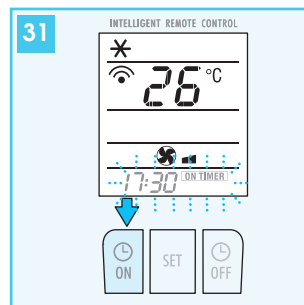 31
INTELLIGENT REMOTE CONTROL
26 °C
17:30 ON TIMER
ON SET OFF